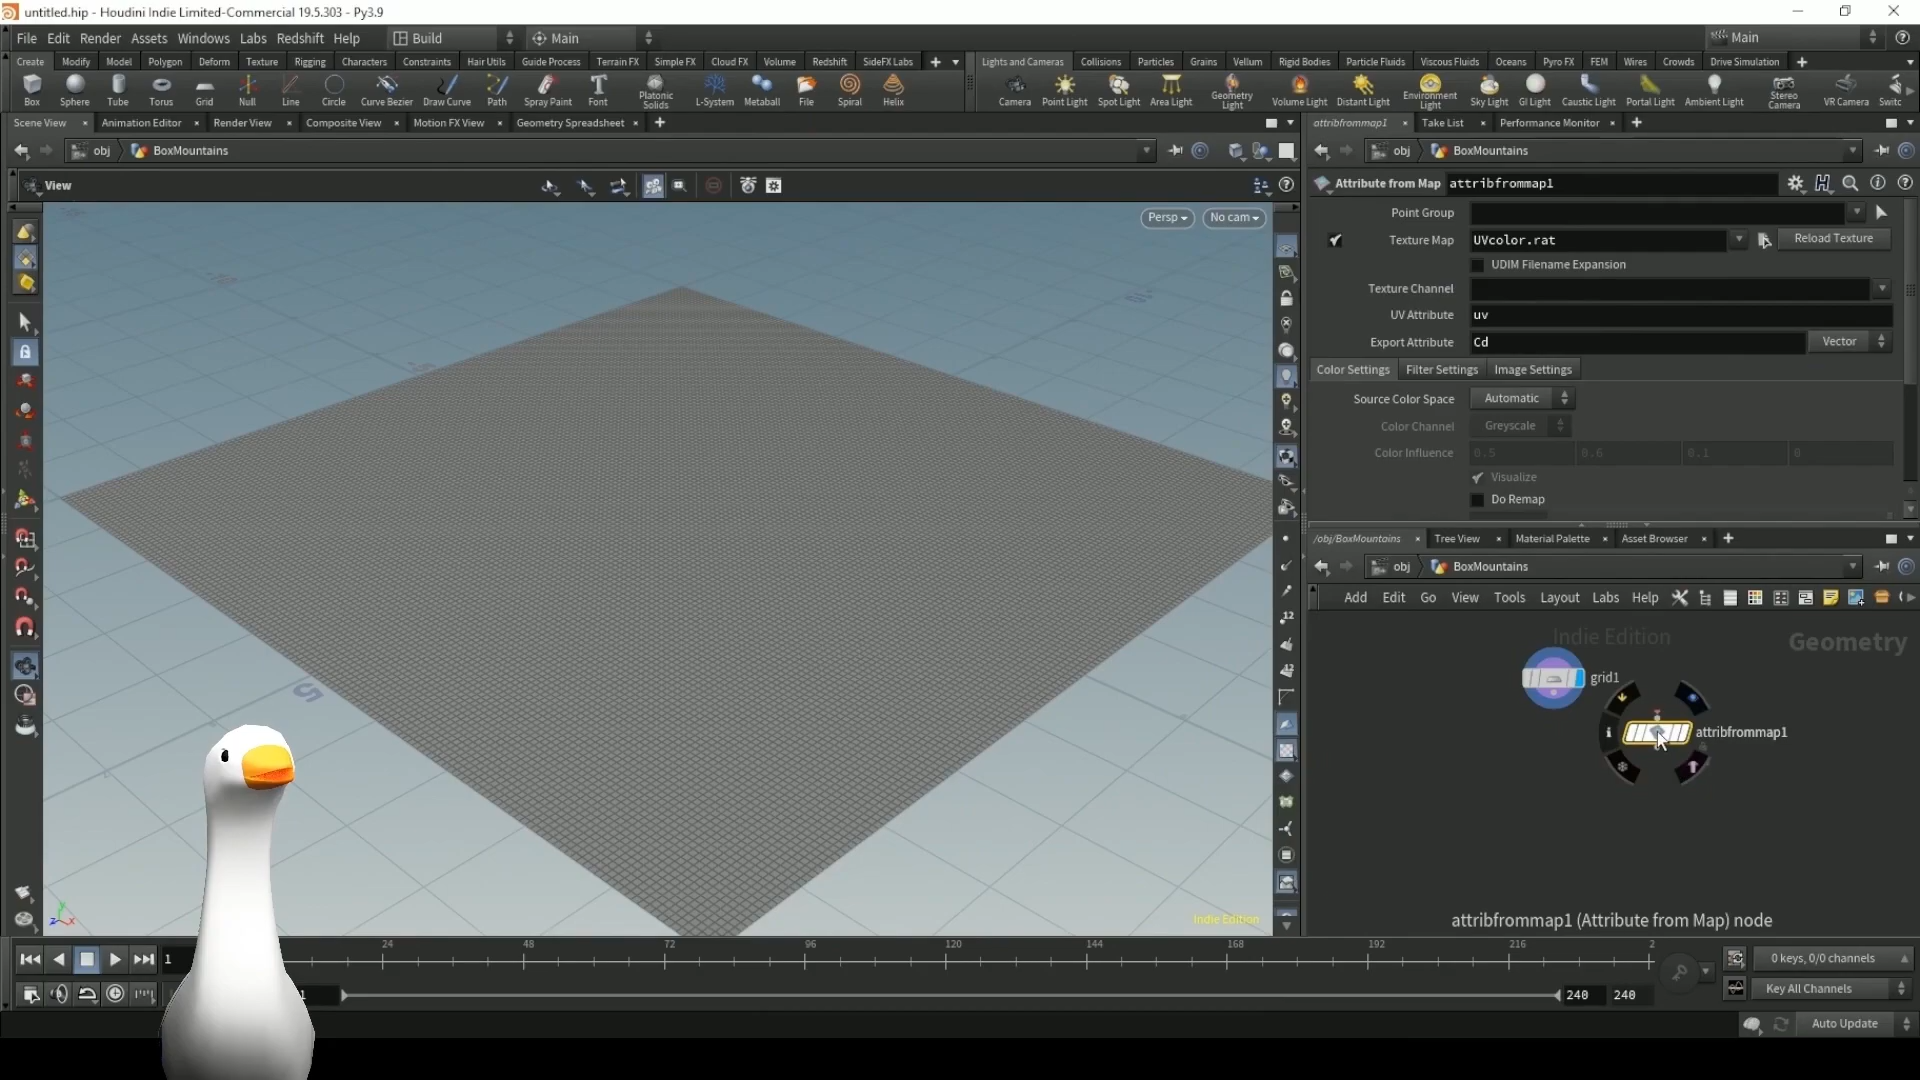 untitled.hip - Houdini Indie Limited-Commercial 19.5.303 - Py3.9
File Edit Render Assets Windows Labs Redshift Help Build Main Main
Create Modify Model Polygon Deform Texture Rigging Characters Constraints Hair Utils Guide Process Terrain FX Simple FX Cloud FX Volume Redshift SideFX Labs
Lights and Cameras Collisions Particles Grains Vellum Rigid Bodies Particle Fluids Viscous Fluids Oceans Pyro FX FEM Wires Crowds Drive Simulation
Box Sphere Tube Torus Grid Null Line Circle Curve Bezier Draw Curve Path Spray Paint Font Platonic Solids L-System Metaball File Spiral Helix
Camera Point Light Spot Light Area Light Geometry Light Volume Light Distant Light Environment Light Sky Light GI Light Caustic Light Portal Light Ambient Light Stereo Camera VR Camera Switc
Scene View Animation Editor Render View Composite View Motion FX View Geometry Spreadsheet
attribfrommap1 Take List Performance Monitor
obj BoxMountains
obj BoxMountains
View
Persp No cam
Attribute from Map attribfrommap1
Point Group
Texture Map UVcolor.rat Reload Texture
UDIM Filename Expansion
Texture Channel
UV Attribute uv
Export Attribute Cd Vector
Color Settings Filter Settings Image Settings
Source Color Space Automatic
Color Channel Greyscale
Color Influence 0.5 0.6 0.1 0
Visualize
Do Remap
/obj/BoxMountains Tree View Material Palette Asset Browser
obj BoxMountains
Add Edit Go View Tools Layout Labs Help
Indie Edition Geometry
grid1
attribfrommap1
attribfrommap1 (Attribute from Map) node
5
Indie Edition
1 24 48 72 96 120 144 168 192 216 2
0 keys, 0/0 channels
1 240 240 Key All Channels
Auto Update